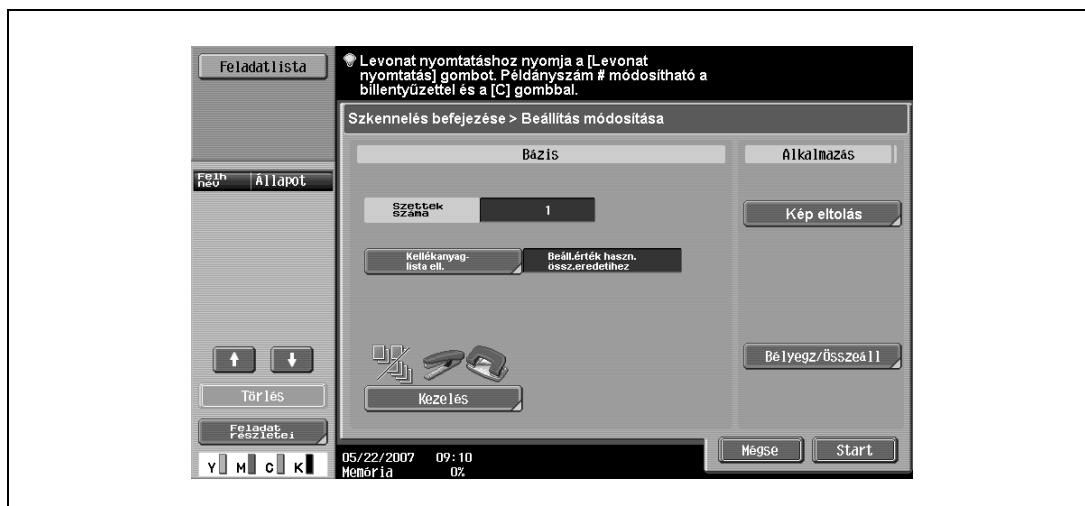 Feladatlista
Levonat nyomtatáshoz nyomja a [Levonat
nyomtatás] gombot. Példányszám # módosítható a
billentyűzettel és a [C] gombbal.
Szkennelés befejezése > Beállítás módosítása
Bázis
Alkalmazás
Felh
név
Állapot
Szettek
száma
1
Kép eltolás
Kellékanyag-
lista ell.
Beáll.érték haszn.
össz.eredetihez
Bélyegz/Összeáll
Törlés
Kezelés
Feladat
részletei
Mégse
Start
Y M C K
05/22/2007 09:10
Memória 0%